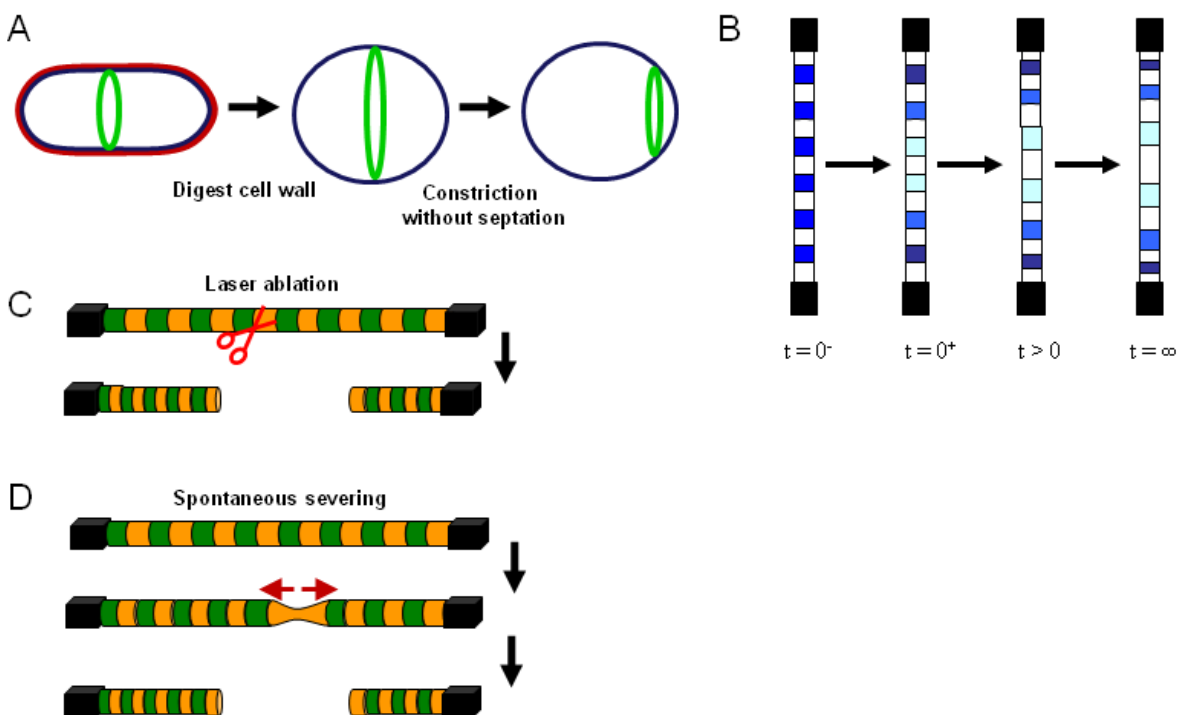 A
Digest cell wall
Constriction
without septation
B
t = 0⁻
t = 0⁺
t > 0
t = ∞
C
Laser ablation
D
Spontaneous severing